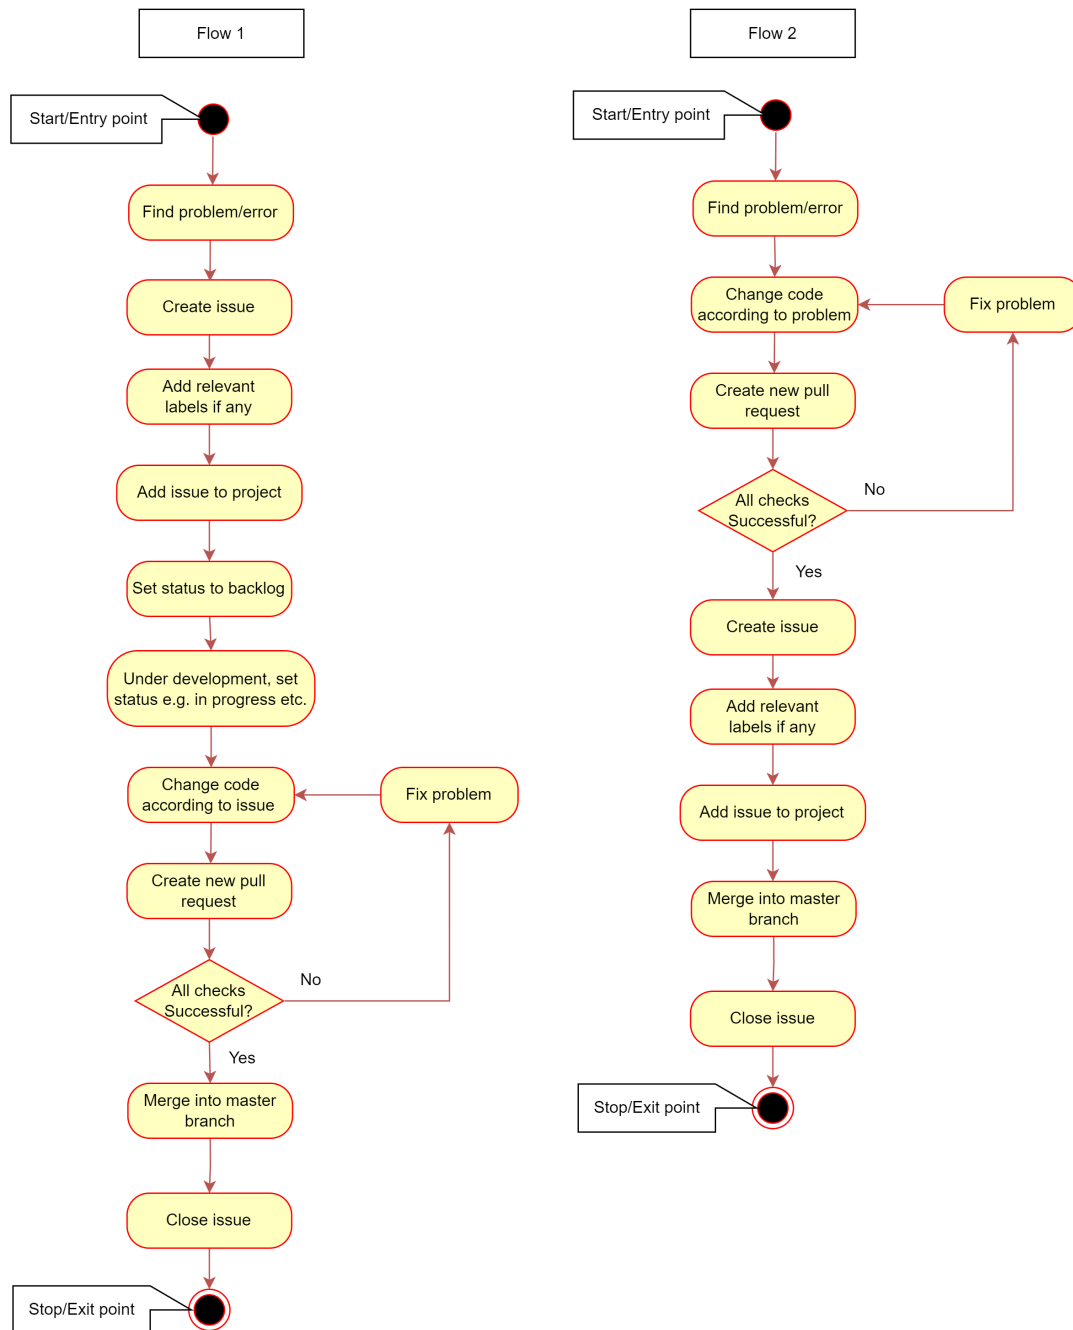 Flow 1
Start/Entry point
Find problem/error
Create issue
Add relevant
labels if any
Add issue to project
Set status to backlog
Under development, set
status e.g. in progress etc.
Change code
according to issue
Fix problem
Create new pull
request
All checks
Successful?
No
Yes
Merge into master
branch
Close issue
Stop/Exit point
Flow 2
Start/Entry point
Find problem/error
Change code
according to problem
Fix problem
Create new pull
request
All checks
Successful?
No
Yes
Create issue
Add relevant
labels if any
Add issue to project
Merge into master
branch
Close issue
Stop/Exit point